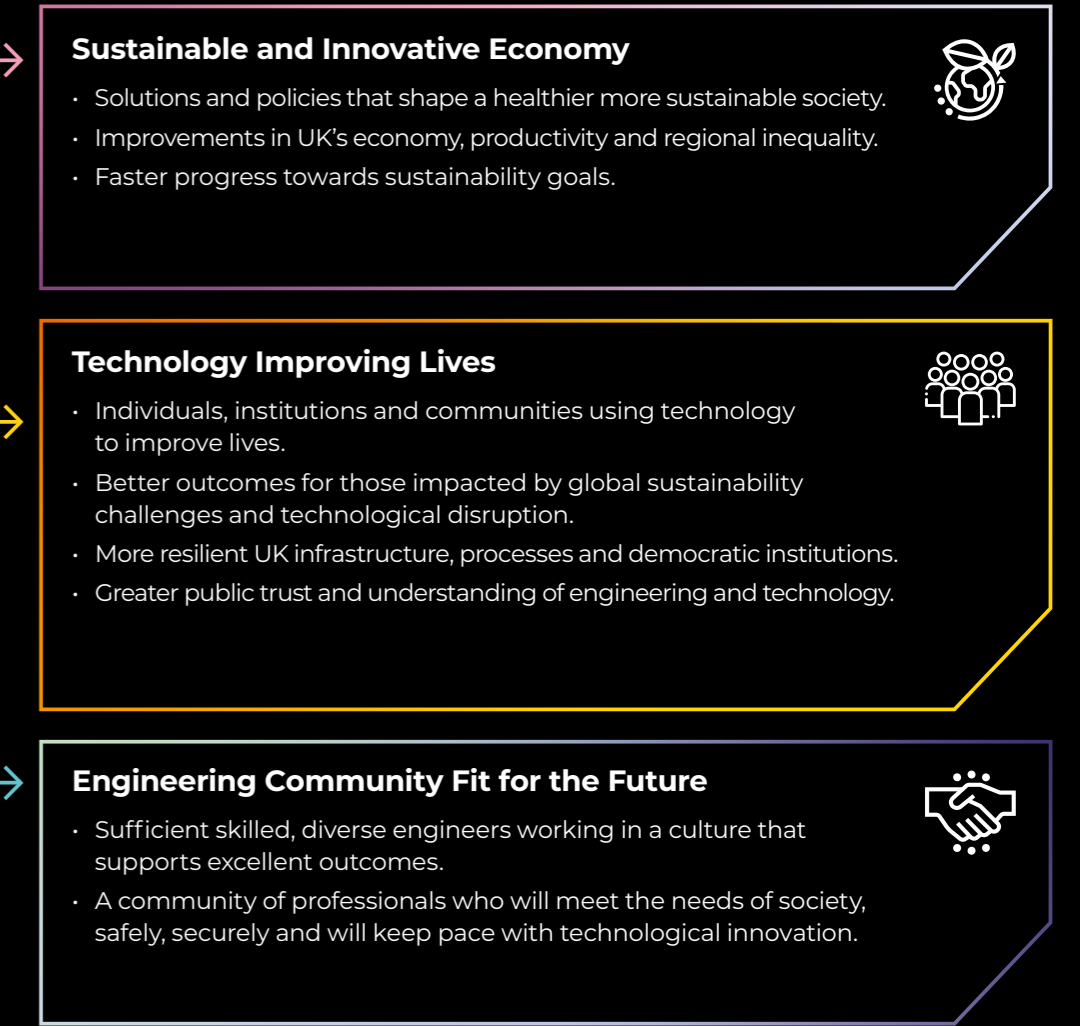 Sustainable and Innovative Economy
· Solutions and policies that shape a healthier more sustainable society.
· Improvements in UK’s economy, productivity and regional inequality.
· Faster progress towards sustainability goals.
Technology Improving Lives
· Individuals, institutions and communities using technology
to improve lives.
· Better outcomes for those impacted by global sustainability
challenges and technological disruption.
· More resilient UK infrastructure, processes and democratic institutions.
· Greater public trust and understanding of engineering and technology.
Engineering Community Fit for the Future
· Sufficient skilled, diverse engineers working in a culture that
supports excellent outcomes.
· A community of professionals who will meet the needs of society,
safely, securely and will keep pace with technological innovation.